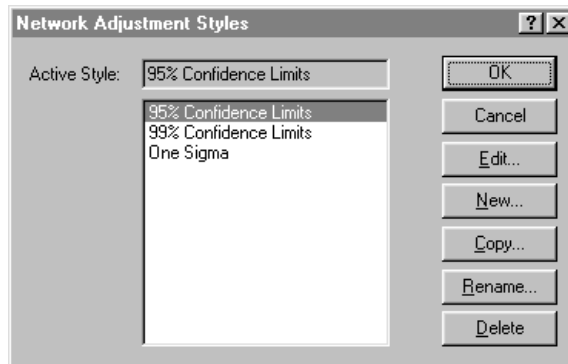 Network Adjustment Styles
Active Style:
95% Confidence Limits
95% Confidence Limits
99% Confidence Limits
One Sigma
OK
Cancel
Edit...
New...
Copy...
Rename...
Delete